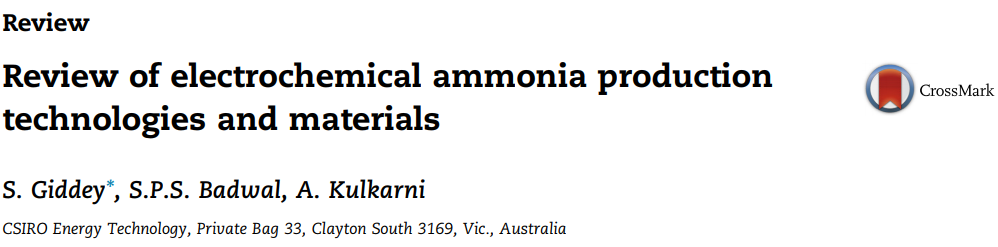 Review
Review of electrochemical ammonia production
technologies and materials
CrossMark
S. Giddey*, S.P.S. Badwal, A. Kulkarni
CSIRO Energy Technology, Private Bag 33, Clayton South 3169, Vic., Australia